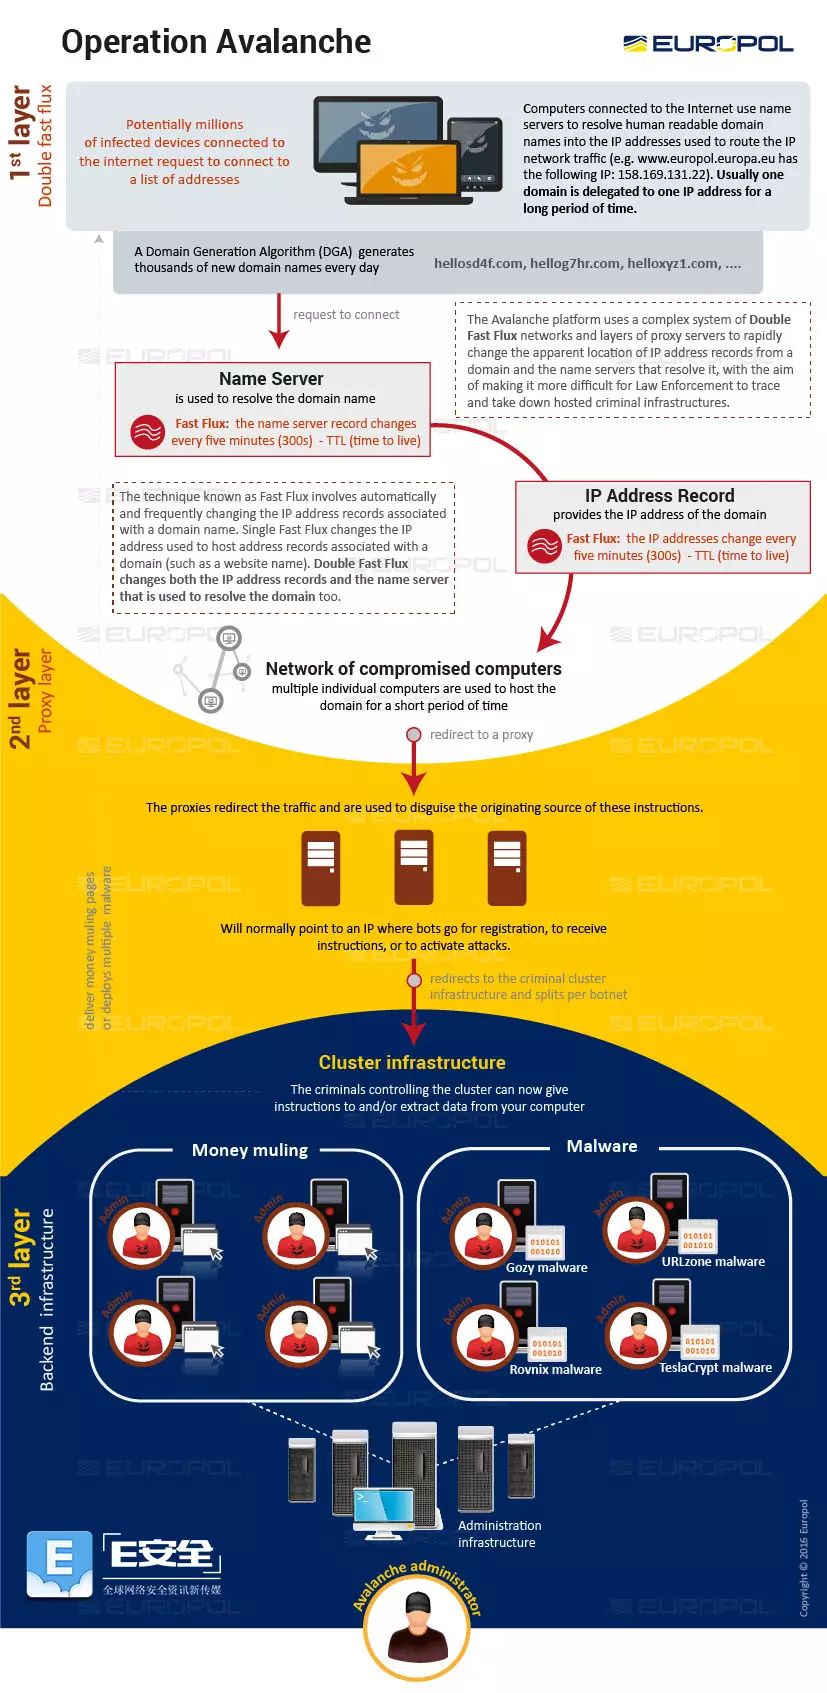 Operation Avalanche
EUROPOL
1st layer
Double fast flux
Potentially millions
of infected devices connected to
the internet request to connect to
a list of addresses
Computers connected to the Internet use name
servers to resolve human readable domain
names into the IP addresses used to route the IP
network traffic (e.g. www.europol.europa.eu has
the following IP: 158.169.131.22). Usually one
domain is delegated to one IP address for a
long period of time.
A Domain Generation Algorithm (DGA) generates
thousands of new domain names every day
hellosd4f.com, hellog7hr.com, helloxyz1.com, ....
request to connect
The Avalanche platform uses a complex system of Double
Fast Flux networks and layers of proxy servers to rapidly
change the apparent location of IP address records from a
domain and the name servers that resolve it, with the aim
of making it more difficult for Law Enforcement to trace
and take down hosted criminal infrastructures.
Name Server
is used to resolve the domain name
Fast Flux: the name server record changes
every five minutes (300s) - TTL (time to live)
IP Address Record
provides the IP address of the domain
Fast Flux: the IP addresses change every
five minutes (300s) - TTL (time to live)
The technique known as Fast Flux involves automatically
and frequently changing the IP address records associated
with a domain name. Single Fast Flux changes the IP
address used to host address records associated with a
domain (such as a website name). Double Fast Flux
changes both the IP address records and the name server
that is used to resolve the domain too.
2nd layer
Proxy layer
Network of compromised computers
multiple individual computers are used to host the
domain for a short period of time
redirect to a proxy
The proxies redirect the traffic and are used to disguise the originating source of these instructions.
deliver money muling pages
or deploys multiple malware
Will normally point to an IP where bots go for registration, to receive
instructions, or to activate attacks.
redirects to the criminal cluster
infrastructure and splits per botnet
Cluster infrastructure
The criminals controlling the cluster can now give
instructions to and/or extract data from your computer
3rd layer
Backend infrastructure
Money muling
Admin
Admin
Admin
Admin
Malware
Admin
010101
001010
Gozy malware
Admin
010101
001010
URLzone malware
Admin
010101
001010
Rovnix malware
Admin
010101
001010
TeslaCrypt malware
Administration
infrastructure
Avalanche administrator
E
E安全
全球网络安全资讯新传媒
Copyright © 2016 Europol